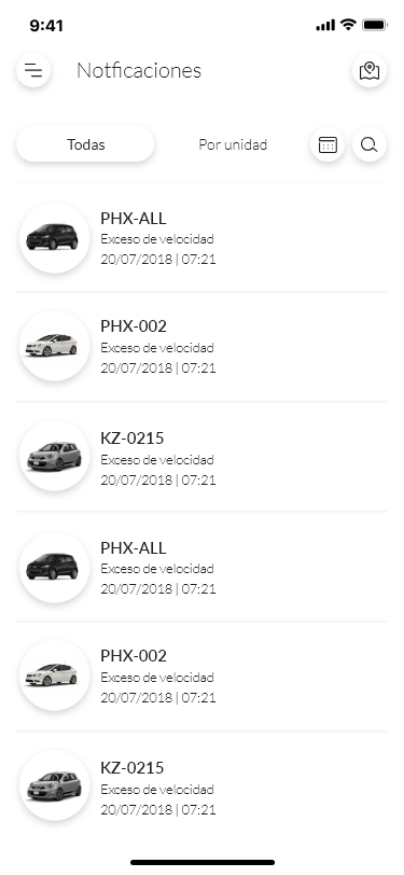 9:41
Notficaciones
Todas
Por unidad
PHX-ALL
Exceso de velocidad
20/07/2018 | 07:21
PHX-002
Exceso de velocidad
20/07/2018 | 07:21
KZ-0215
Exceso de velocidad
20/07/2018 | 07:21
PHX-ALL
Exceso de velocidad
20/07/2018 | 07:21
PHX-002
Exceso de velocidad
20/07/2018 | 07:21
KZ-0215
Exceso de velocidad
20/07/2018 | 07:21